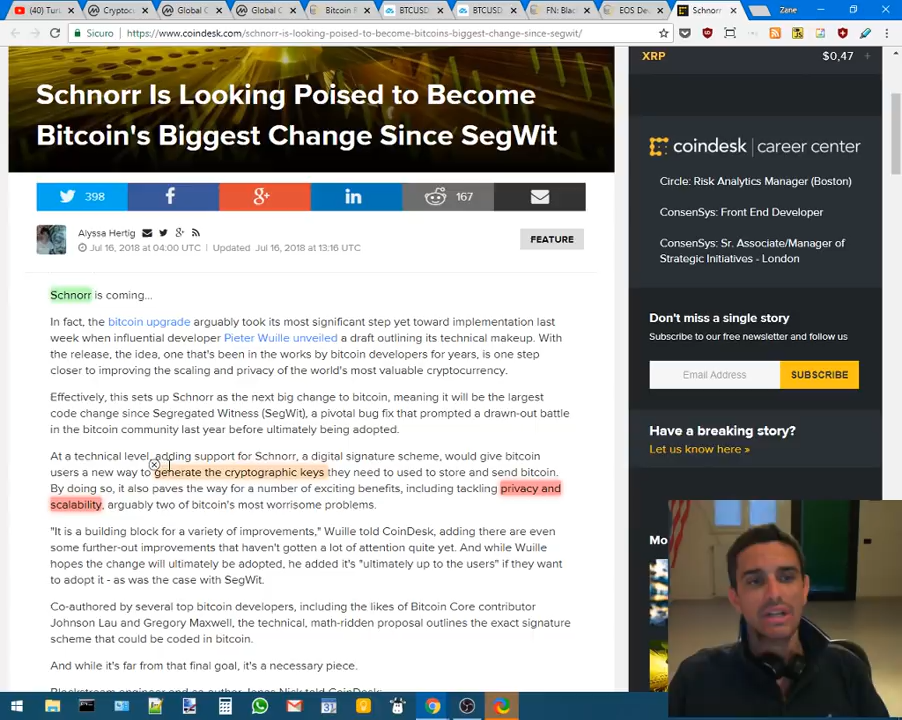 (40) Turi
Cryptoc
Global C
Global C
Bitcoin F
BTCUSD
BTCUSD
FN: Blac
EOS De
Schnorr
Zane
Sicuro
https://www.coindesk.com/schnorr-is-looking-poised-to-become-bitcoins-biggest-change-since-segwit/
Schnorr Is Looking Poised to Become
Bitcoin's Biggest Change Since SegWit
398
167
Alyssa Hertig
Jul 16, 2018 at 04:00 UTC | Updated Jul 16, 2018 at 13:16 UTC
FEATURE
Schnorr is coming...
In fact, the bitcoin upgrade arguably took its most significant step yet toward implementation last
week when influential developer Pieter Wuille unveiled a draft outlining its technical makeup. With
the release, the idea, one that's been in the works by bitcoin developers for years, is one step
closer to improving the scaling and privacy of the world's most valuable cryptocurrency.
Effectively, this sets up Schnorr as the next big change to bitcoin, meaning it will be the largest
code change since Segregated Witness (SegWit), a pivotal bug fix that prompted a drawn-out battle
in the bitcoin community last year before ultimately being adopted.
At a technical level, adding support for Schnorr, a digital signature scheme, would give bitcoin
users a new way to generate the cryptographic keys they need to used to store and send bitcoin.
By doing so, it also paves the way for a number of exciting benefits, including tackling privacy and
scalability, arguably two of bitcoin's most worrisome problems.
"It is a building block for a variety of improvements," Wuille told CoinDesk, adding there are even
some further-out improvements that haven't gotten a lot of attention quite yet. And while Wuille
hopes the change will ultimately be adopted, he added it's "ultimately up to the users" if they want
to adopt it - as was the case with SegWit.
Co-authored by several top bitcoin developers, including the likes of Bitcoin Core contributor
Johnson Lau and Gregory Maxwell, the technical, math-ridden proposal outlines the exact signature
scheme that could be coded in bitcoin.
And while it's far from that final goal, it's a necessary piece.
Blockstream engineer and co-author Jonas Nick told CoinDesk:
XRP
$0,47
coindesk | career center
Circle: Risk Analytics Manager (Boston)
ConsenSys: Front End Developer
ConsenSys: Sr. Associate/Manager of
Strategic Initiatives - London
Don't miss a single story
Subscribe to our free newsletter and follow us
Email Address
SUBSCRIBE
Have a breaking story?
Let us know here »
Mo